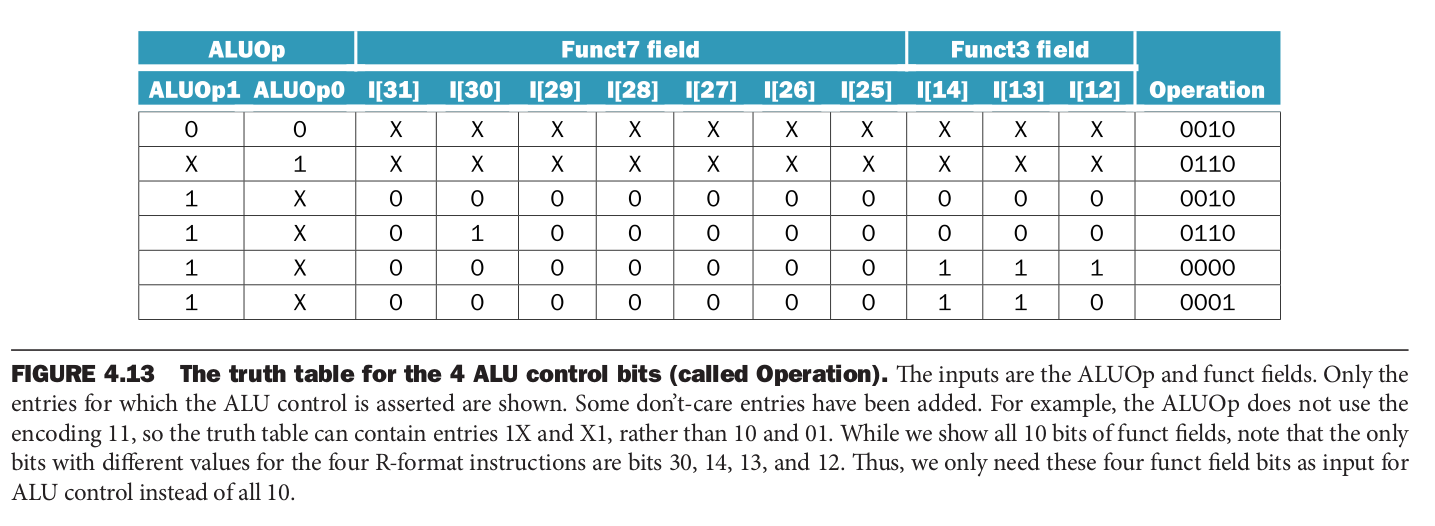 ALUOp Funct7 field Funct3 field
ALUOp1 ALUOp0 I[31] I[30] I[29] I[28] I[27] I[26] I[25] I[14] I[13] I[12] Operation
0 0 X X X X X X X X X X 0010
X 1 X X X X X X X X X X 0110
1 X 0 0 0 0 0 0 0 0 0 0 0010
1 X 0 1 0 0 0 0 0 0 0 0 0110
1 X 0 0 0 0 0 0 0 1 1 1 0000
1 X 0 0 0 0 0 0 0 1 1 0 0001
FIGURE 4.13 The truth table for the 4 ALU control bits (called Operation). The inputs are the ALUOp and funct fields. Only the
entries for which the ALU control is asserted are shown. Some don’t-care entries have been added. For example, the ALUOp does not use the
encoding 11, so the truth table can contain entries 1X and X1, rather than 10 and 01. While we show all 10 bits of funct fields, note that the only
bits with different values for the four R-format instructions are bits 30, 14, 13, and 12. Thus, we only need these four funct field bits as input for
ALU control instead of all 10.